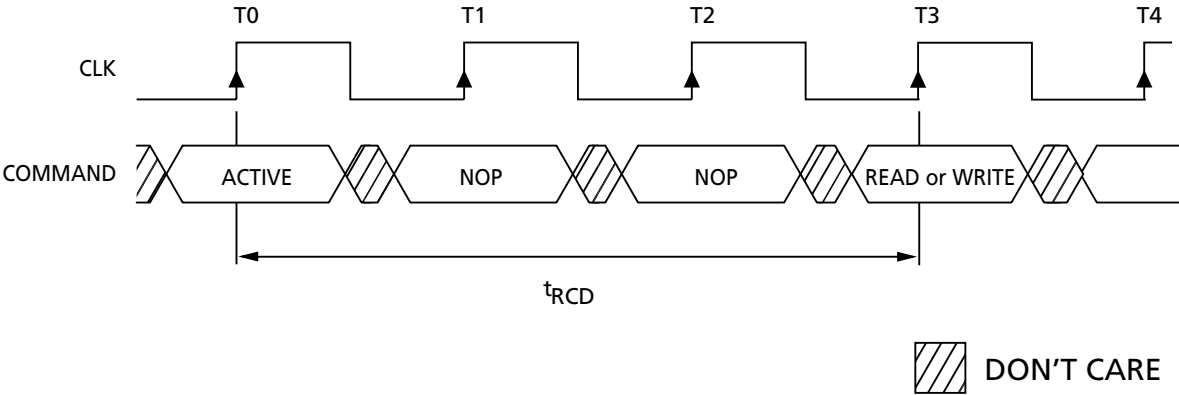 T0 T1 T2 T3 T4
CLK
COMMAND ACTIVE NOP NOP READ or WRITE
tRCD
DON'T CARE